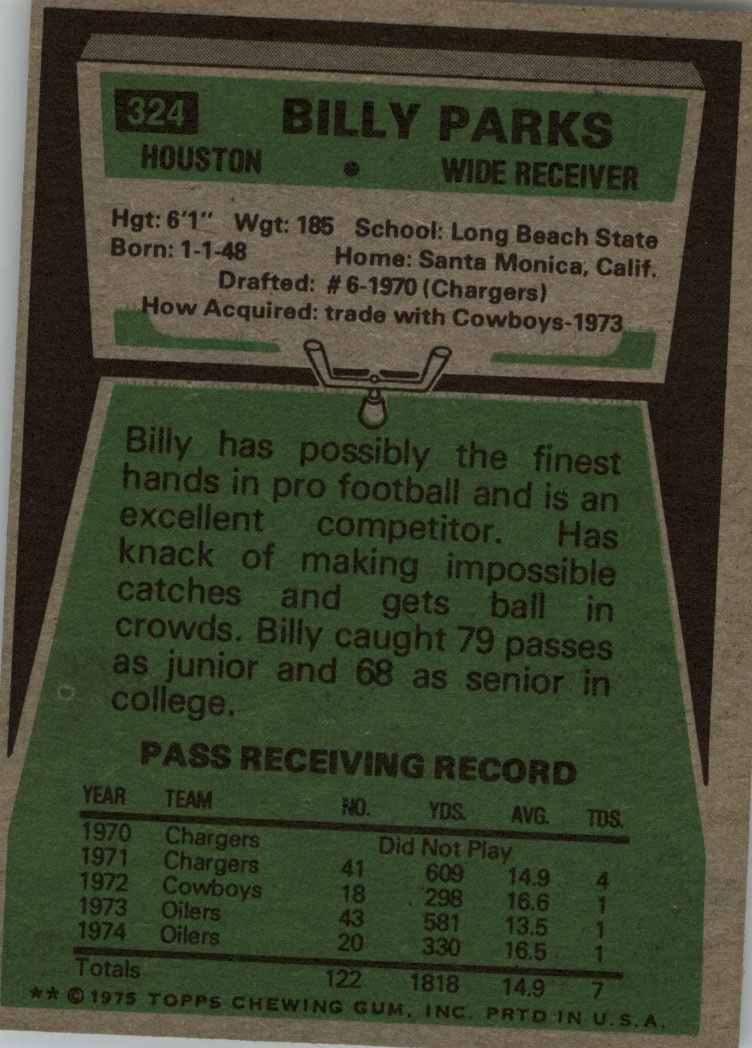 324 BILLY PARKS
HOUSTON • WIDE RECEIVER
Hgt: 6'1" Wgt: 185 School: Long Beach State
Born: 1-1-48 Home: Santa Monica, Calif.
Drafted: #6-1970 (Chargers)
How Acquired: trade with Cowboys-1973
Billy has possibly the finest
hands in pro football and is an
excellent competitor. Has
knack of making impossible
catches and gets ball in
crowds. Billy caught 79 passes
as junior and 68 as senior in
college.
PASS RECEIVING RECORD
YEAR TEAM NO. YDS. AVG. TDS.
1970 Chargers Did Not Play
1971 Chargers 41 609 14.9 4
1972 Cowboys 18 298 16.6 1
1973 Oilers 43 581 13.5 1
1974 Oilers 20 330 16.5 1
Totals 122 1818 14.9 7
** © 1975 TOPPS CHEWING GUM, INC. PRTD IN U.S.A.